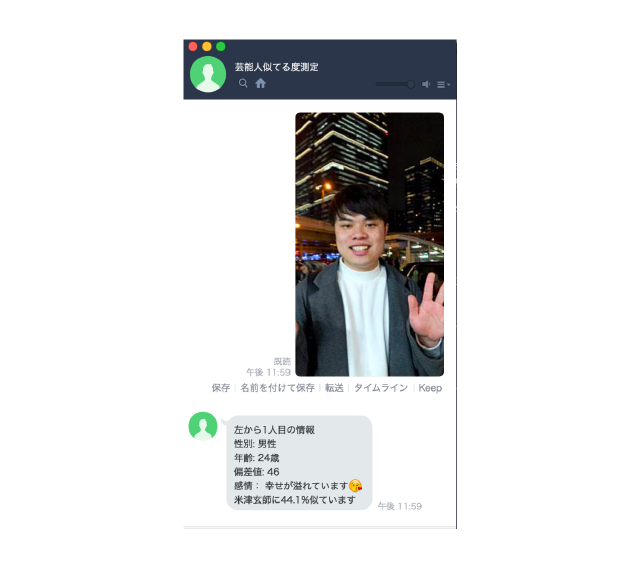 芸能人似てる度測定
既読
午後 11:59
保存 | 名前を付けて保存 | 転送 | タイムライン | Keep
左から1人目の情報
性別: 男性
年齢: 24歳
偏差値: 46
感情： 幸せが溢れています😘
米津玄師に44.1%似ています
午後 11:59